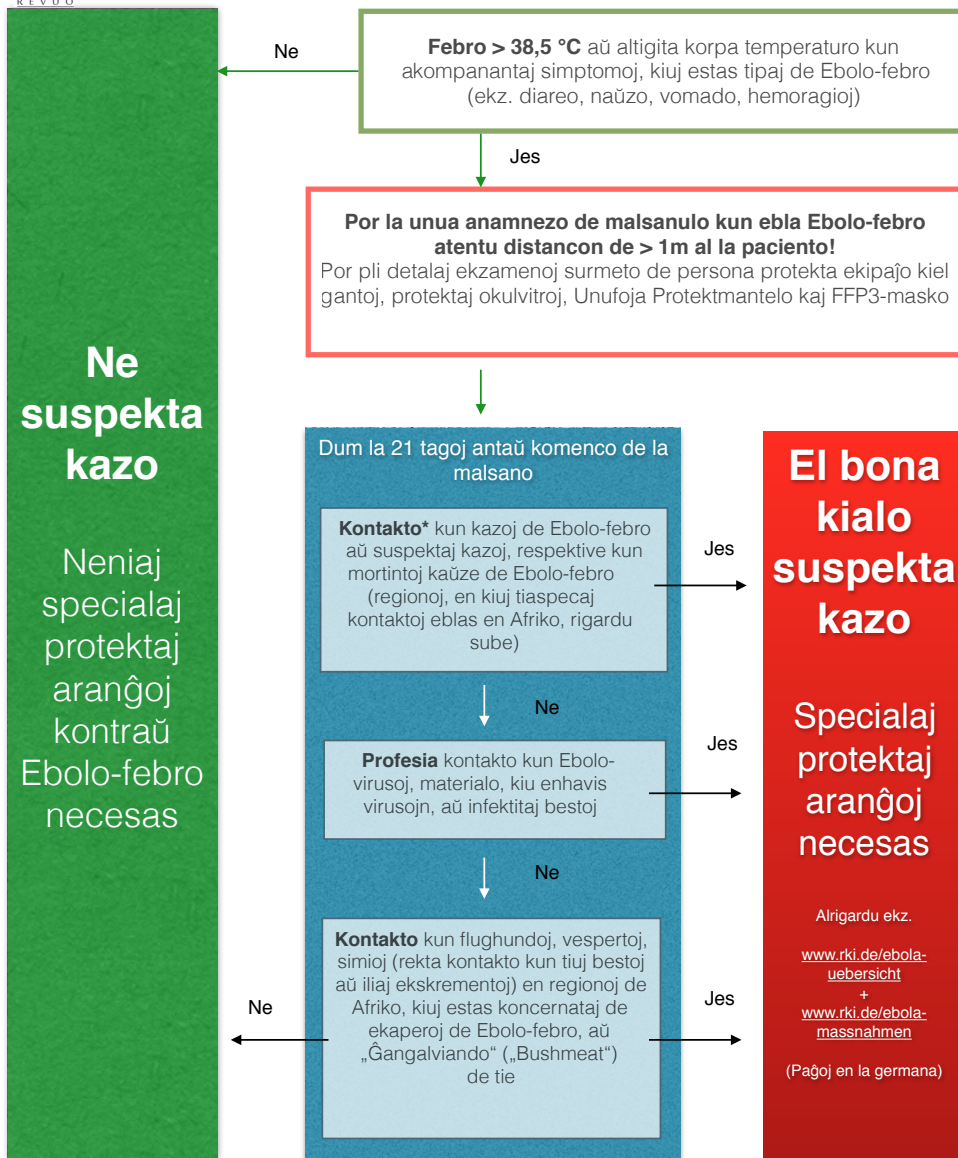 REVUO
Ne
Febro > 38,5 °C aŭ altigita korpa temperaturo kun
akompanantaj simptomoj, kiuj estas tipaj de Ebolo-febro
(ekz. diareo, naŭzo, vomado, hemoragioj)
Jes
Por la unua anamnezo de malsanulo kun ebla Ebolo-febro
atentu distancon de > 1m al la paciento!
Por pli detalaj ekzamenoj surmeto de persona protekta ekipaĵo kiel
gantoj, protektaj okulvitroj, Unufoja Protektmantelo kaj FFP3-masko
Ne
suspekta
kazo
Neniaj
specialaj
protektaj
aranĝoj
kontraŭ
Ebolo-febro
necesas
Dum la 21 tagoj antaŭ komenco de la
malsano
Kontakto* kun kazoj de Ebolo-febro
aŭ suspektaj kazoj, respektive kun
mortintoj kaŭze de Ebolo-febro
(regionoj, en kiuj tiaspecaj
kontaktoj eblas en Afriko, rigardu
sube)
Jes
Ne
Profesia kontakto kun Ebolo-
virusoj, materialo, kiu enhavis
virusojn, aŭ infektitaj bestoj
Jes
Ne
Kontakto kun flughundoj, vespertoj,
simioj (rekta kontakto kun tiuj bestoj
aŭ iliaj ekskrementoj) en regionoj de
Afriko, kiuj estas koncernataj de
ekaperoj de Ebolo-febro, aŭ
„Ĝangalviando“ („Bushmeat“)
de tie
Ne
Jes
El bona
kialo
suspekta
kazo
Specialaj
protektaj
aranĝoj
necesas
Alrigardu ekz.
www.rki.de/ebola-
uebersicht
+
www.rki.de/ebola-
massnahmen
(Paĝoj en la germana)